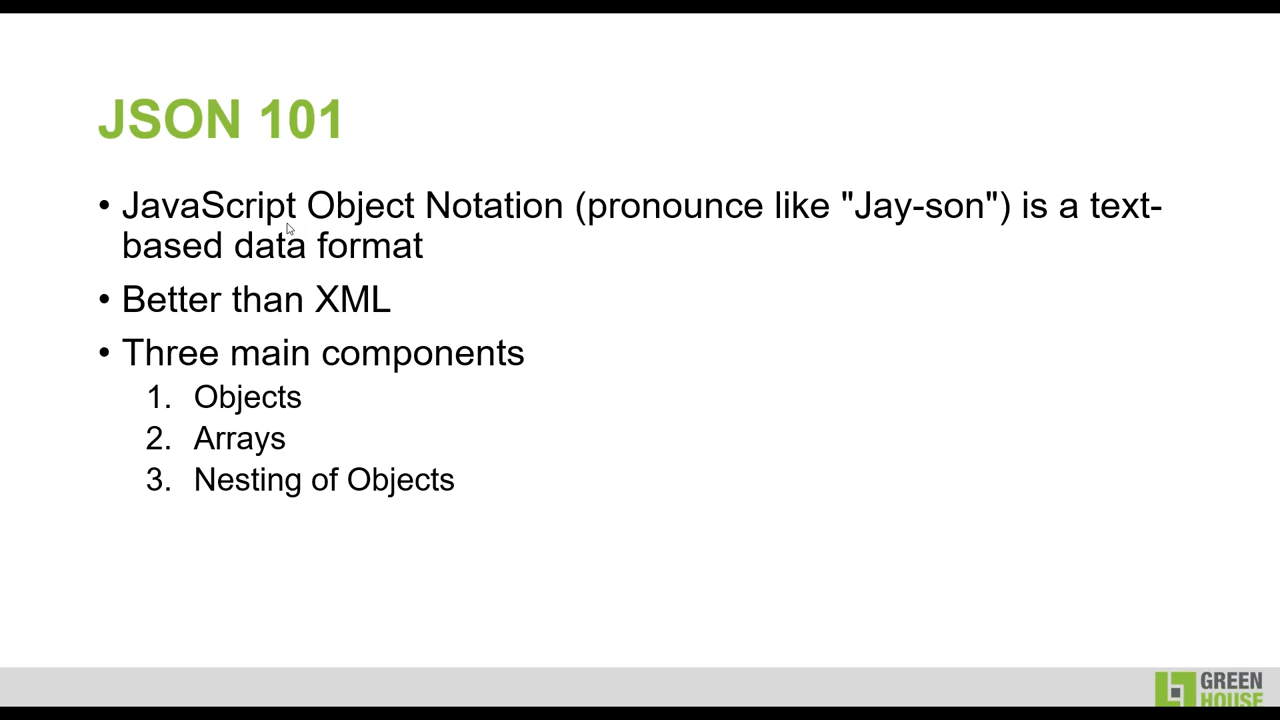 JSON 101
• JavaScript Object Notation (pronounce like "Jay-son") is a text-
based data format
• Better than XML
• Three main components
1. Objects
2. Arrays
3. Nesting of Objects
GREEN
HOUSE